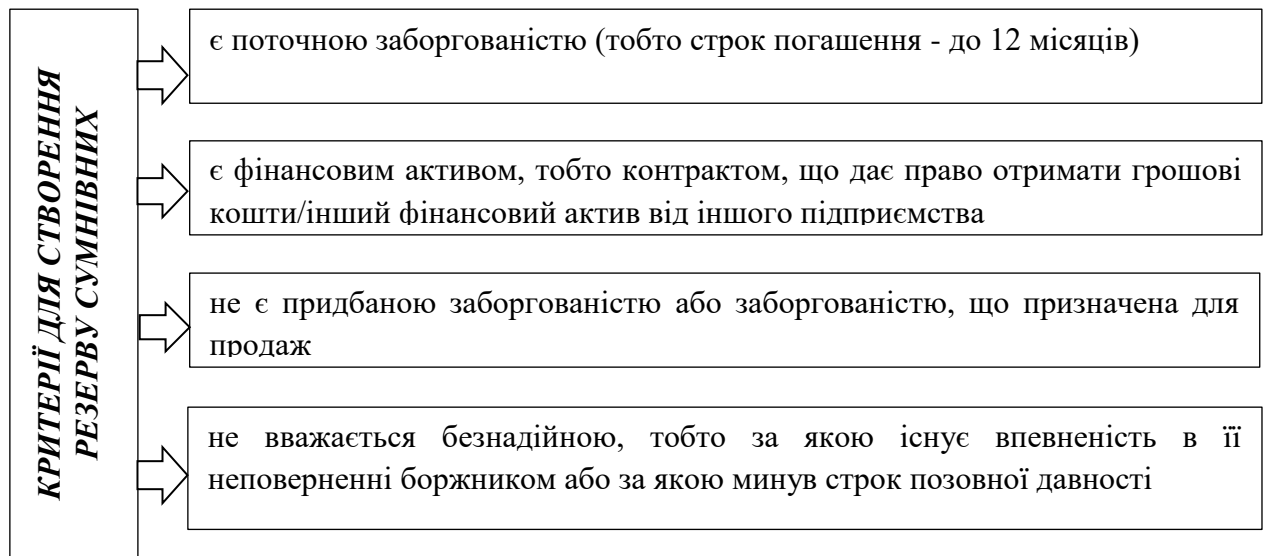 КРИТЕРІЇ ДЛЯ СТВОРЕННЯ
РЕЗЕРВУ СУМНІВНИХ
є поточною заборгованістю (тобто строк погашення - до 12 місяців)
є фінансовим активом, тобто контрактом, що дає право отримати грошові
кошти/інший фінансовий актив від іншого підприємства
не є придбаною заборгованістю або заборгованістю, що призначена для
продаж
не вважається безнадійною, тобто за якою існує впевненість в її
неповерненні боржником або за якою минув строк позовної давності